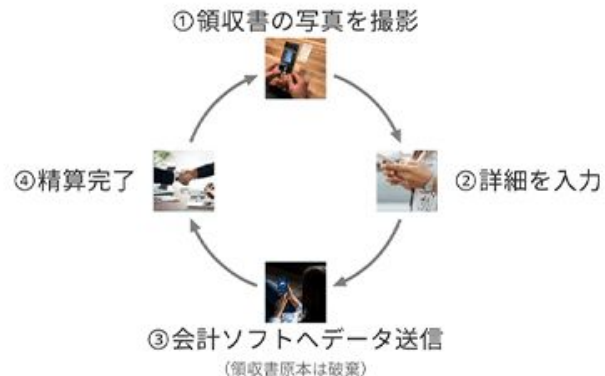 ①領収書の写真を撮影
④精算完了
②詳細を入力
③会計ソフトへデータ送信
(領収書原本は破棄)